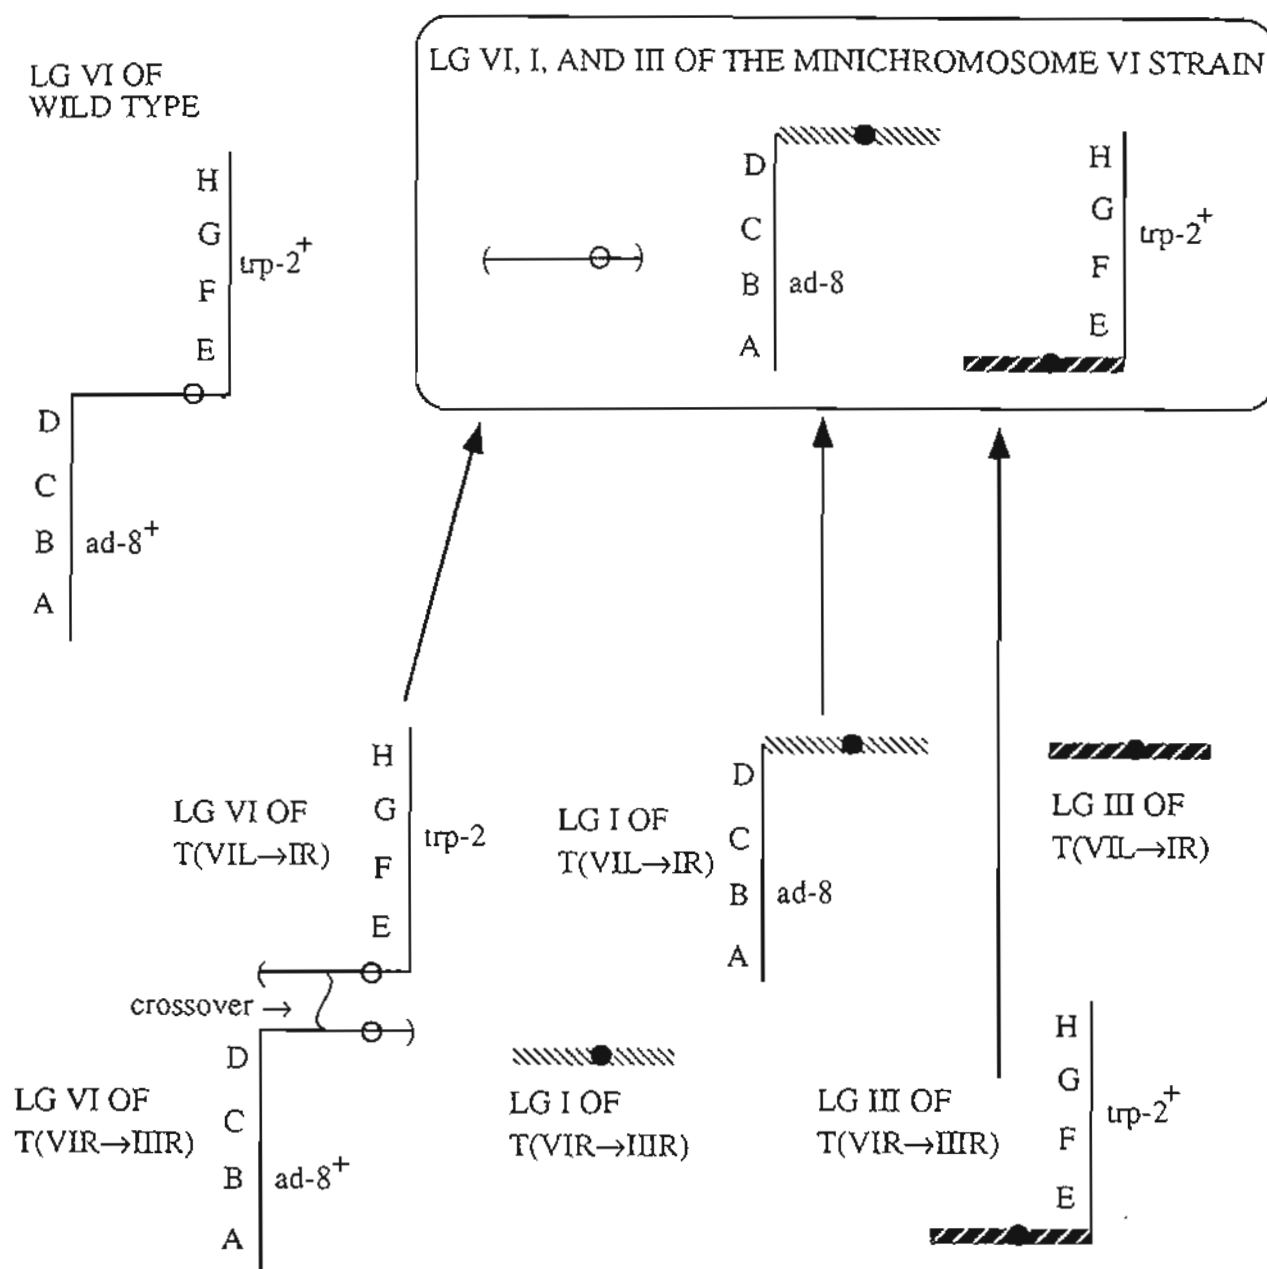 LG VI OF
WILD TYPE
H
G
trp-2+
F
E
D
C
B
ad-8+
A
LG VI, I, AND III OF THE MINICHROMOSOME VI STRAIN
D
C
B
ad-8
A
H
G
trp-2+
F
E
LG VI OF
T(VIL→IR)
H
G
trp-2
F
E
crossover →
LG VI OF
T(VIR→IIIR)
D
C
B
ad-8+
A
LG I OF
T(VIL→IR)
D
C
B
ad-8
A
LG III OF
T(VIL→IR)
LG I OF
T(VIR→IIIR)
LG III OF
T(VIR→IIIR)
H
G
trp-2+
F
E